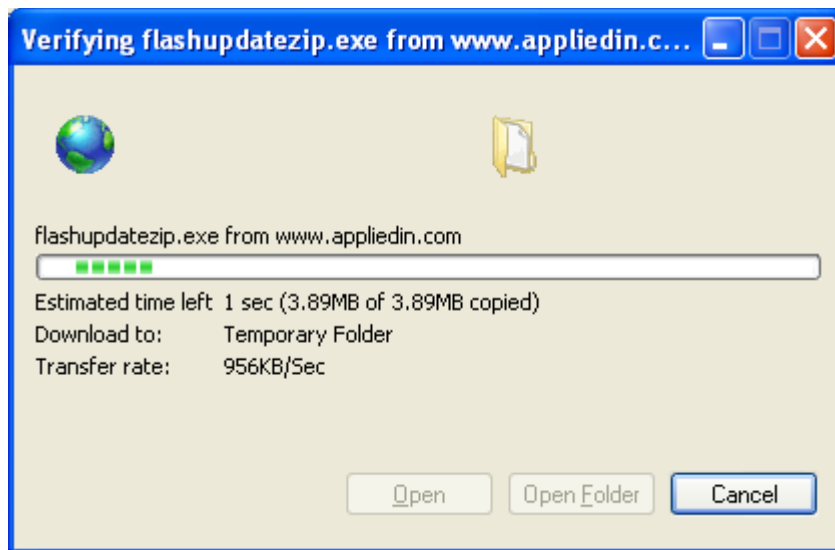 Verifying flashupdatezip.exe from www.appliedin.c...
flashupdatezip.exe from www.appliedin.com
Estimated time left 1 sec (3.89MB of 3.89MB copied)
Download to: Temporary Folder
Transfer rate: 956KB/Sec
Open Open Folder Cancel